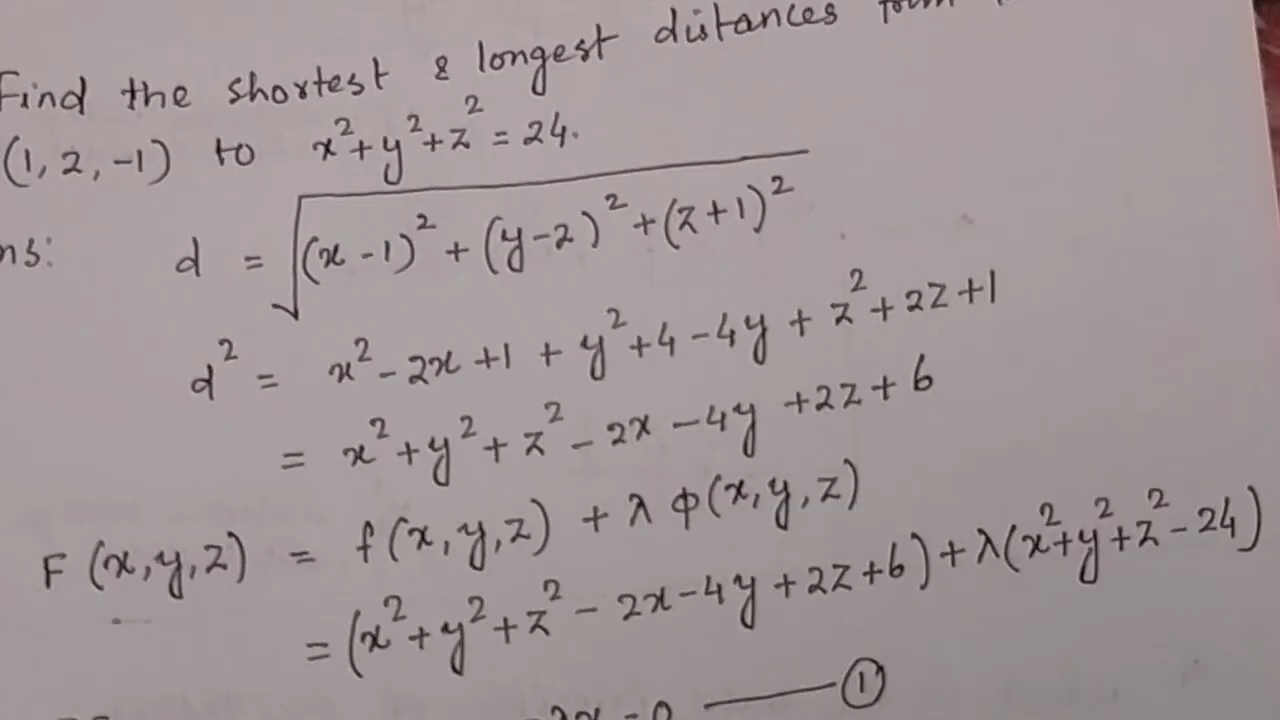 Find the shortest & longest distances
(1, 2, -1) to x² + y² + z² = 24.
d = √((x-1)² + (y-2)² + (z+1)²)
d² = x² - 2x + 1 + y² + 4 - 4y + z² + 2z + 1
= x² + y² + z² - 2x - 4y + 2z + 6
F(x, y, z) = f(x, y, z) + λ φ(x, y, z)
= (x² + y² + z² - 2x - 4y + 2z + 6) + λ(x² + y² + z² - 24)
①